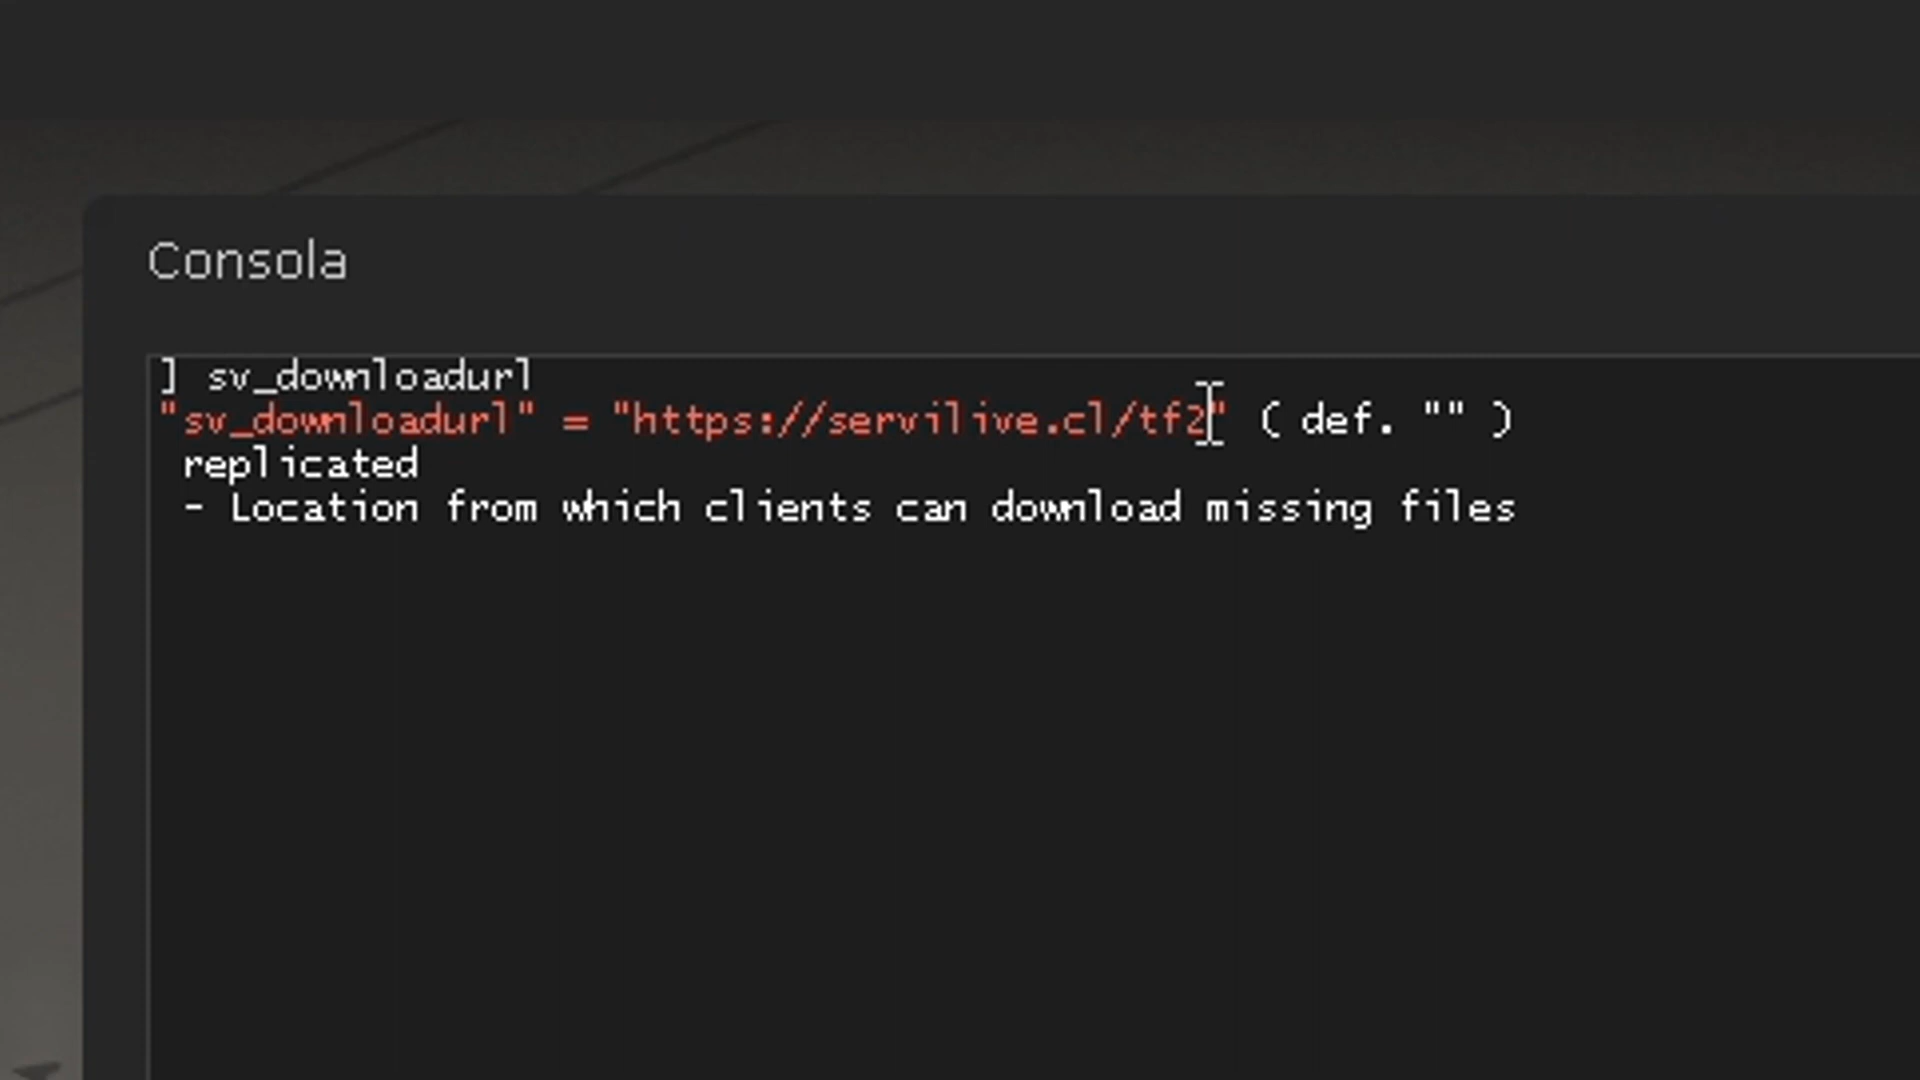 Consola
] sv_downloadurl
"sv_downloadurl" = "https://servilive.cl/tf2" ( def. "" )
replicated
- Location from which clients can download missing files